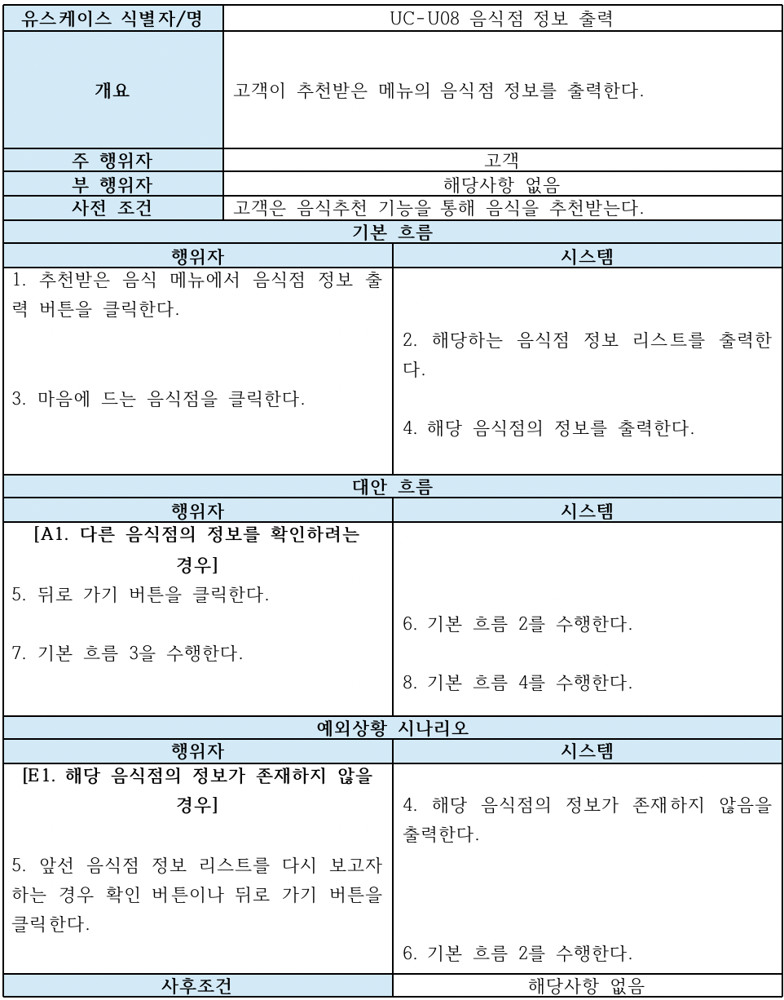 유스케이스 식별자/명
UC-U08 음식점 정보 출력
개요
고객이 추천받은 메뉴의 음식점 정보를 출력한다.
주 행위자
고객
부 행위자
해당사항 없음
사전 조건
고객은 음식추천 기능을 통해 음식을 추천받는다.
기본 흐름
행위자
시스템
1. 추천받은 음식 메뉴에서 음식점 정보 출
력 버튼을 클릭한다.
2. 해당하는 음식점 정보 리스트를 출력한
다.
3. 마음에 드는 음식점을 클릭한다.
4. 해당 음식점의 정보를 출력한다.
대안 흐름
행위자
시스템
[A1. 다른 음식점의 정보를 확인하려는
경우]
5. 뒤로 가기 버튼을 클릭한다.
6. 기본 흐름 2를 수행한다.
7. 기본 흐름 3을 수행한다.
8. 기본 흐름 4를 수행한다.
예외상황 시나리오
행위자
시스템
[E1. 해당 음식점의 정보가 존재하지 않을
경우]
4. 해당 음식점의 정보가 존재하지 않음을
출력한다.
5. 앞선 음식점 정보 리스트를 다시 보고자
하는 경우 확인 버튼이나 뒤로 가기 버튼을
클릭한다.
6. 기본 흐름 2를 수행한다.
사후조건
해당사항 없음